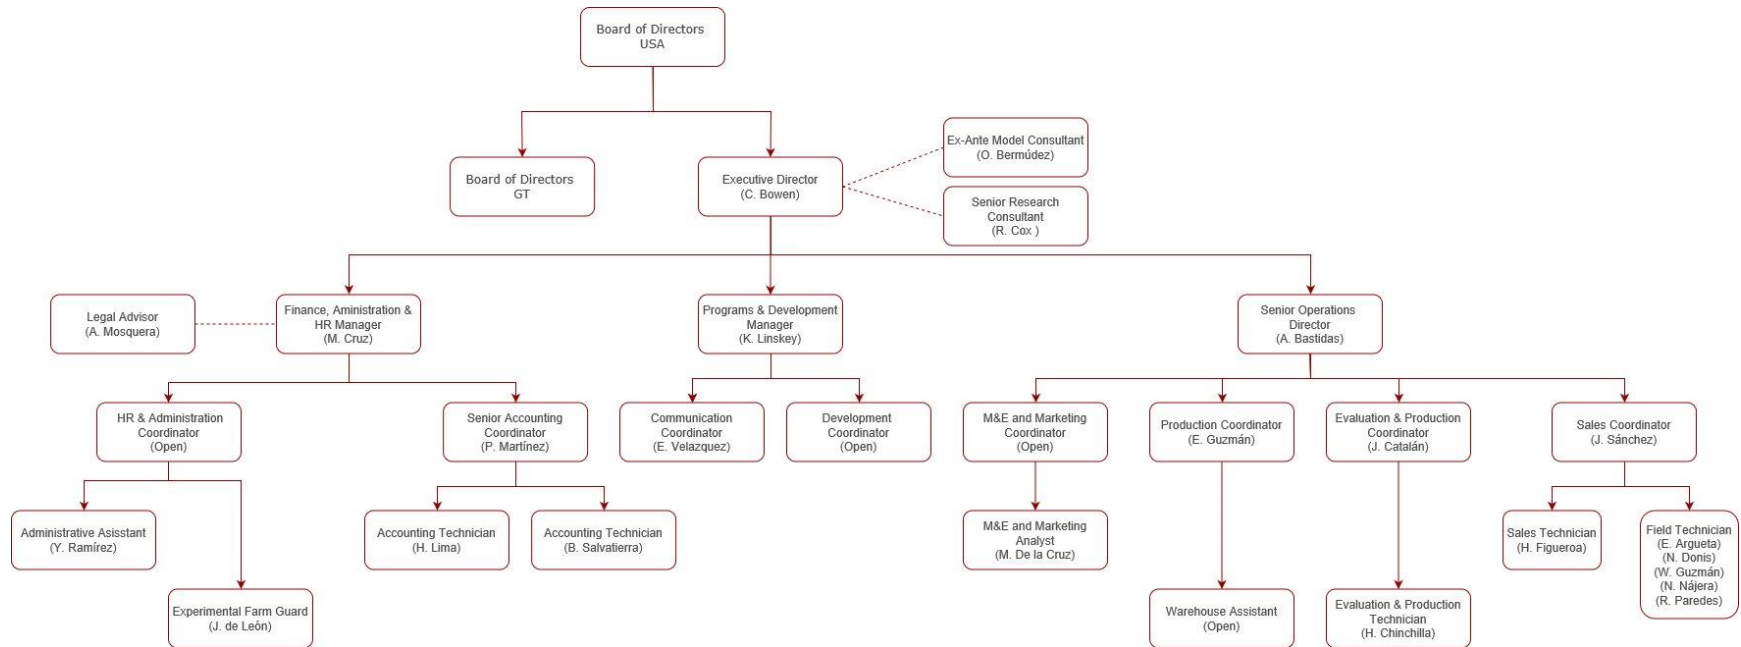 Board of Directors
USA
Board of Directors
GT
Executive Director
(C. Bowen)
Ex-Ante Model Consultant
(O. Bermúdez)
Senior Research
Consultant
(R. Cox )
Legal Advisor
(A. Mosquera)
Finance, Aministration &
HR Manager
(M. Cruz)
Programs & Development
Manager
(K. Linskey)
Senior Operations
Director
(A. Bastidas)
HR & Administration
Coordinator
(Open)
Senior Accounting
Coordinator
(P. Martínez)
Communication
Coordinator
(E. Velazquez)
Development
Coordinator
(Open)
M&E and Marketing
Coordinator
(Open)
Production Coordinator
(E. Guzmán)
Evaluation & Production
Coordinator
(J. Catalán)
Sales Coordinator
(J. Sánchez)
Administrative Asisstant
(Y. Ramírez)
Accounting Technician
(H. Lima)
Accounting Technician
(B. Salvatierra)
M&E and Marketing
Analyst
(M. De la Cruz)
Sales Technician
(H. Figueroa)
Field Technician
(E. Argueta)
(N. Donis)
(W. Guzmán)
(N. Nájera)
(R. Paredes)
Experimental Farm Guard
(J. de León)
Warehouse Assistant
(Open)
Evaluation & Production
Technician
(H. Chinchilla)